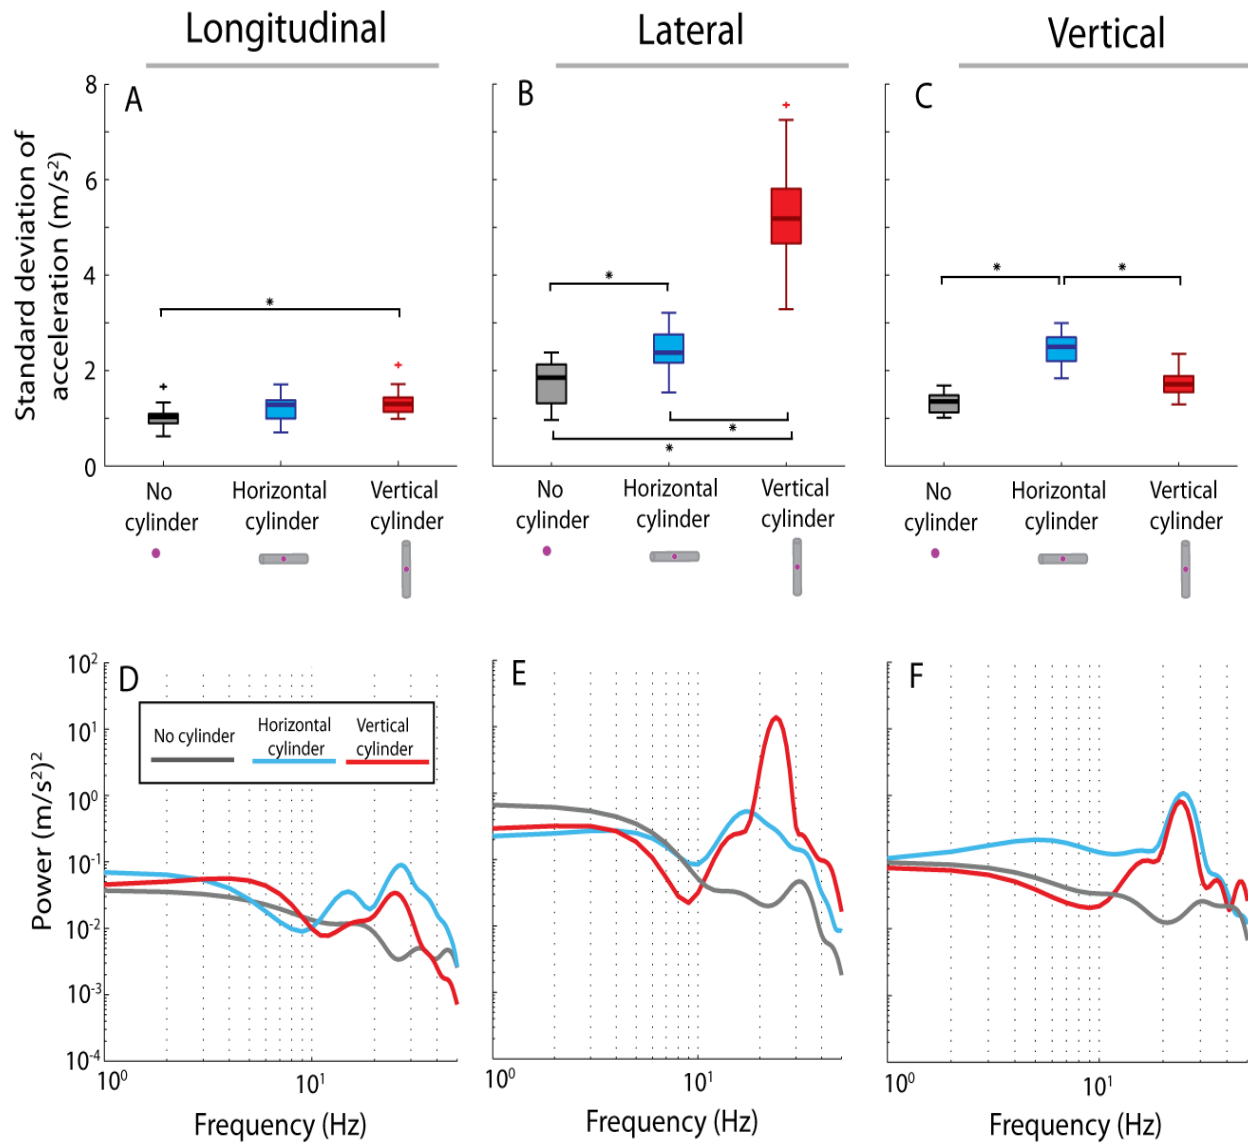 Longitudinal
Lateral
Vertical
Standard deviation of
acceleration (m/s²)
8
6
4
2
0
A
*
No
cylinder
Horizontal
cylinder
Vertical
cylinder
B
*
*
*
No
cylinder
Horizontal
cylinder
Vertical
cylinder
C
*
*
No
cylinder
Horizontal
cylinder
Vertical
cylinder
Power (m/s²)²
10²
10¹
10⁰
10⁻¹
10⁻²
10⁻³
10⁻⁴
D
No cylinder
Horizontal
cylinder
Vertical
cylinder
10⁰
10¹
Frequency (Hz)
E
10⁰
10¹
Frequency (Hz)
F
10⁰
10¹
Frequency (Hz)